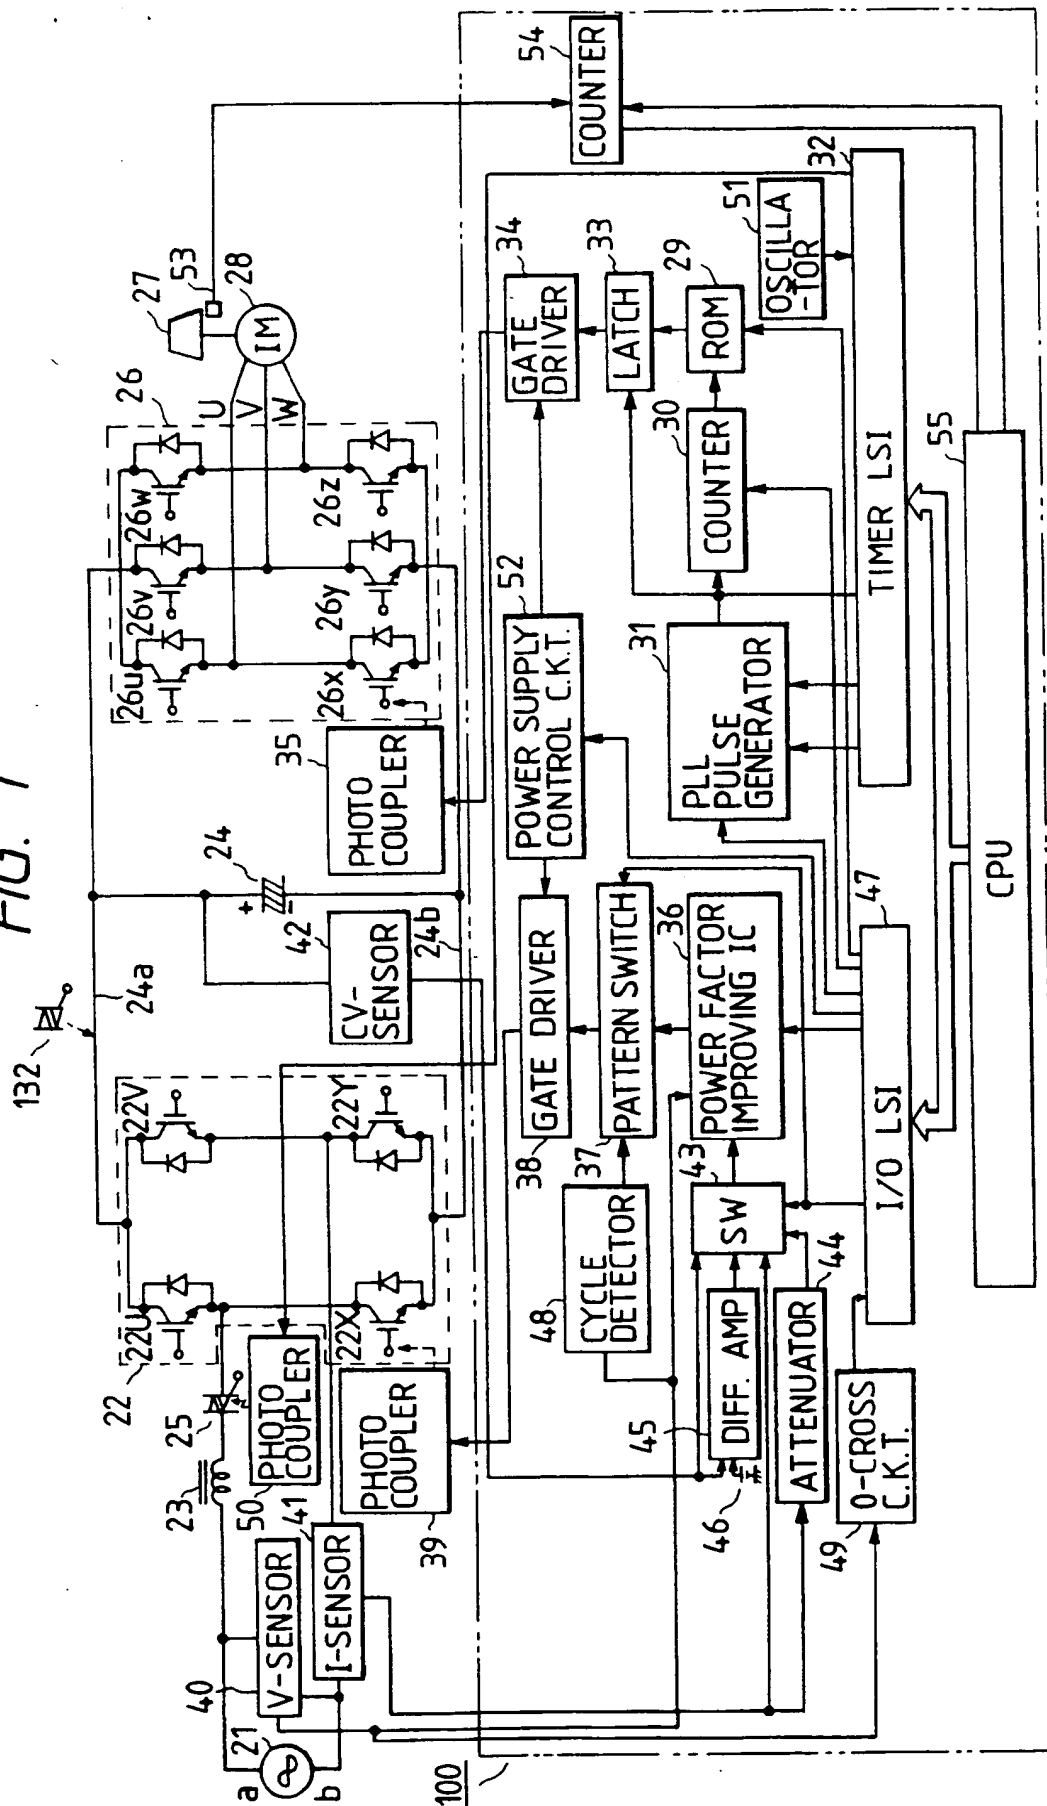 FIG. 1
132
24a
22
22U
22V
22X
22Y
25
23
PHOTO
COUPLER
50
PHOTO
COUPLER
39
V-SENSOR
40
I-SENSOR
41
21
a
b
100
+
24
-
CV-
SENSOR
42
24b
PHOTO
COUPLER
35
26
26u
26v
26w
26x
26y
26z
U
V
W
27
53
28
IM
COUNTER
54
GATE
DRIVER
34
POWER SUPPLY
CONTROL C.K.T.
52
GATE DRIVER
38
LATCH
33
PATTERN SWITCH
37
CYCLE
DETECTOR
48
ROM
29
COUNTER
30
PLL
PULSE
GENERATOR
31
POWER FACTOR
IMPROVING IC
36
SW
43
DIFF. AMP
45
46
ATTENUATOR
44
OSCILLA
-TOR
51
TIMER LSI
32
I/O LSI
47
0-CROSS
C.K.T.
49
CPU
55